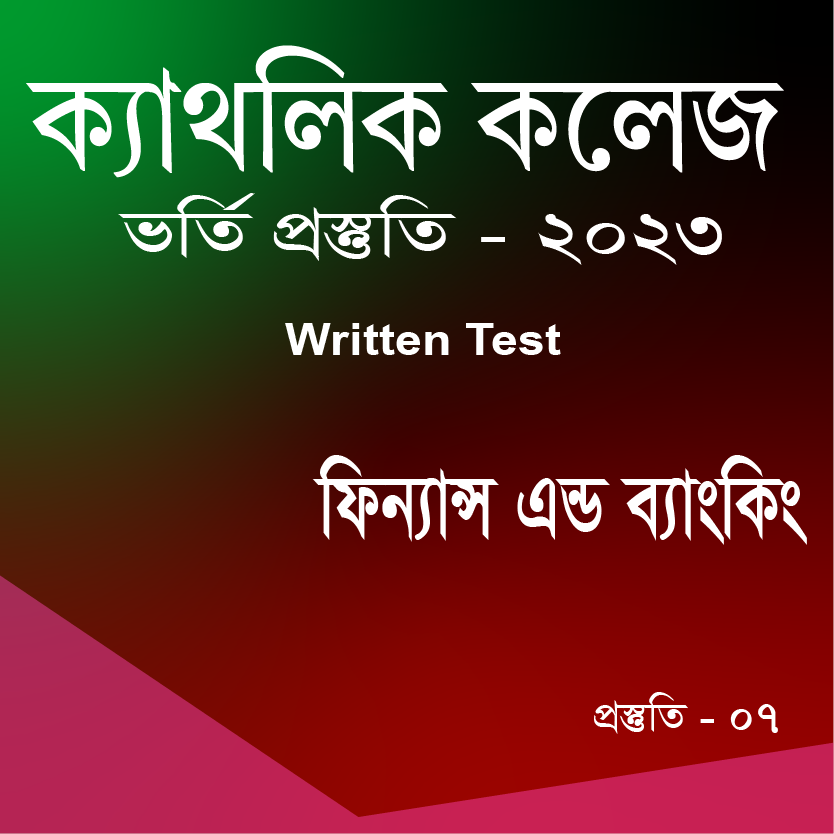 ক্যাথলিক কলেজ
ভর্তি প্রস্তুতি - ২০২৩
Written Test
ফিন্যান্স এন্ড ব্যাংকিং
প্রস্তুতি - ০৭